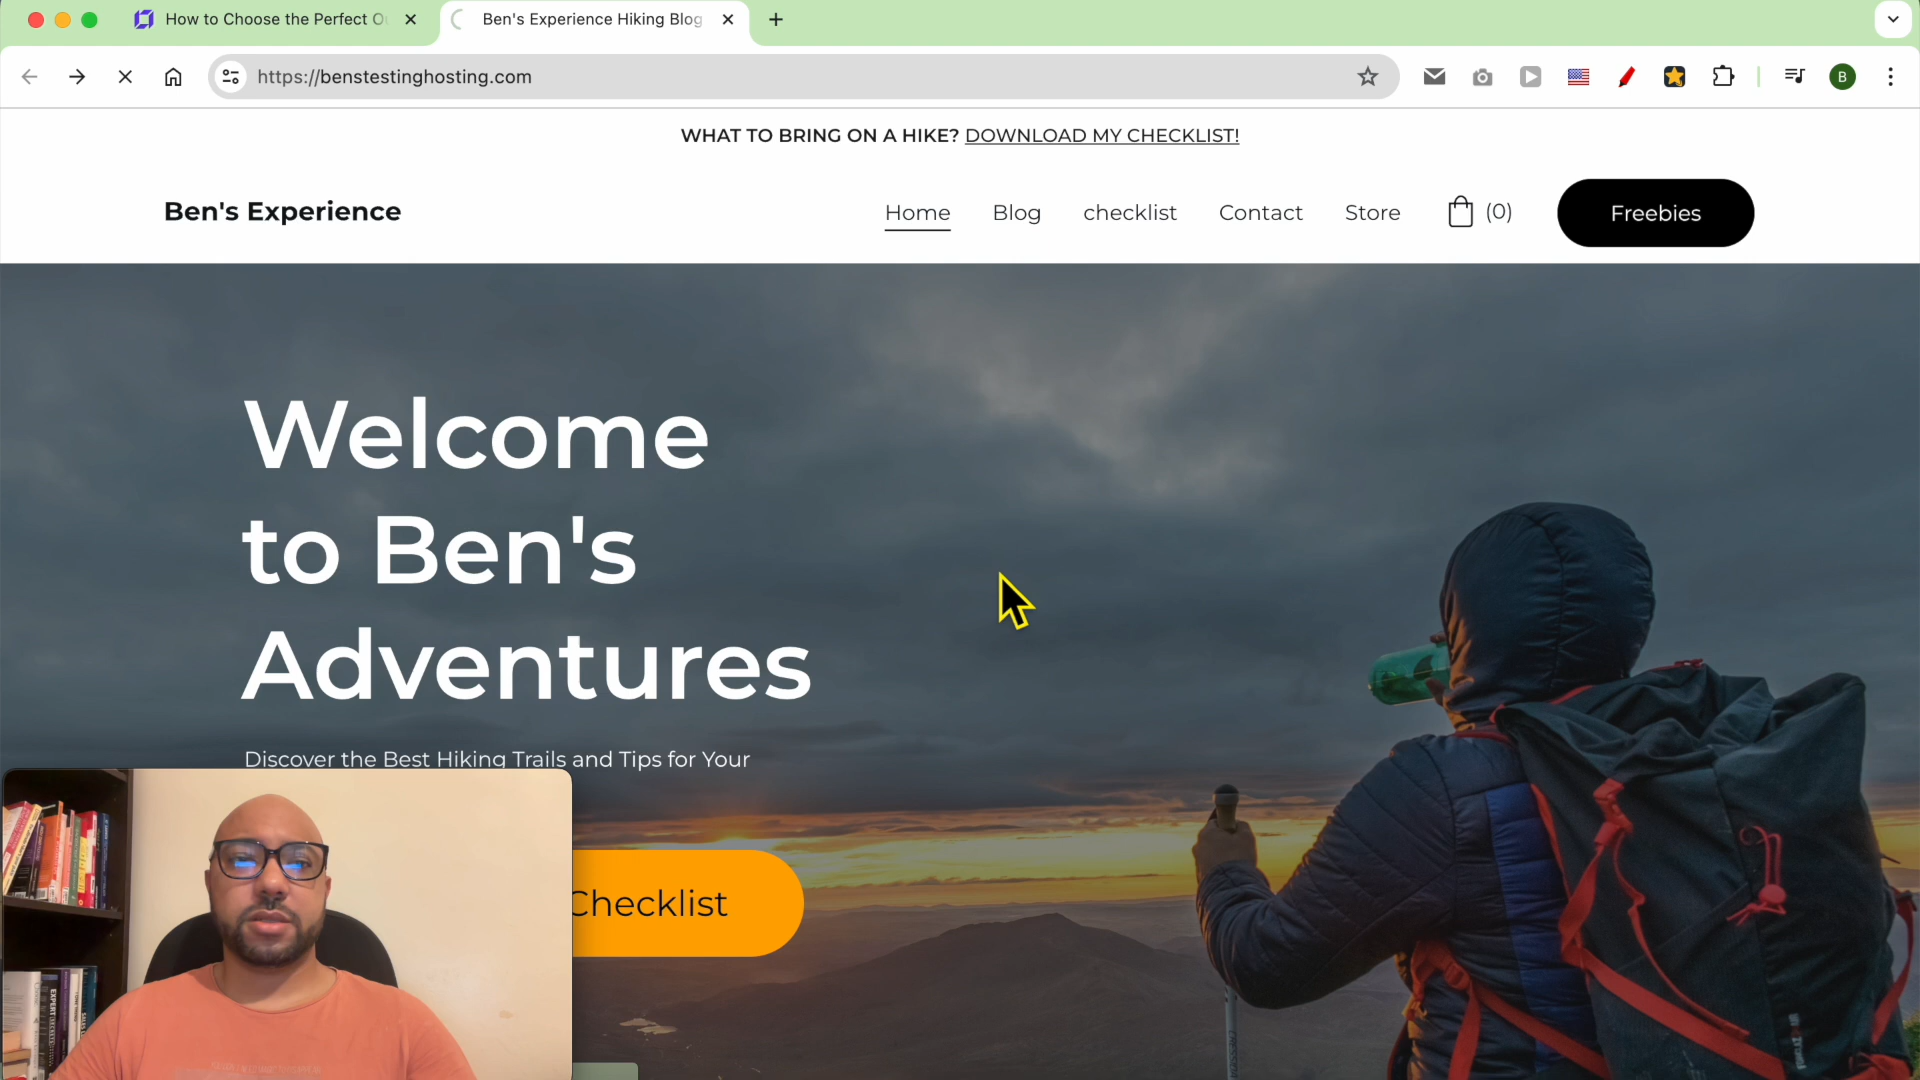 How to Choose the Perfect O
Ben's Experience Hiking Blog
https://benstestinghosting.com
B
WHAT TO BRING ON A HIKE? DOWNLOAD MY CHECKLIST!
Ben's Experience
Home
Blog
checklist
Contact
Store
(0)
Freebies
Welcome
to Ben's
Adventures
Discover the Best Hiking Trails and Tips for Your
Checklist
EXPERT